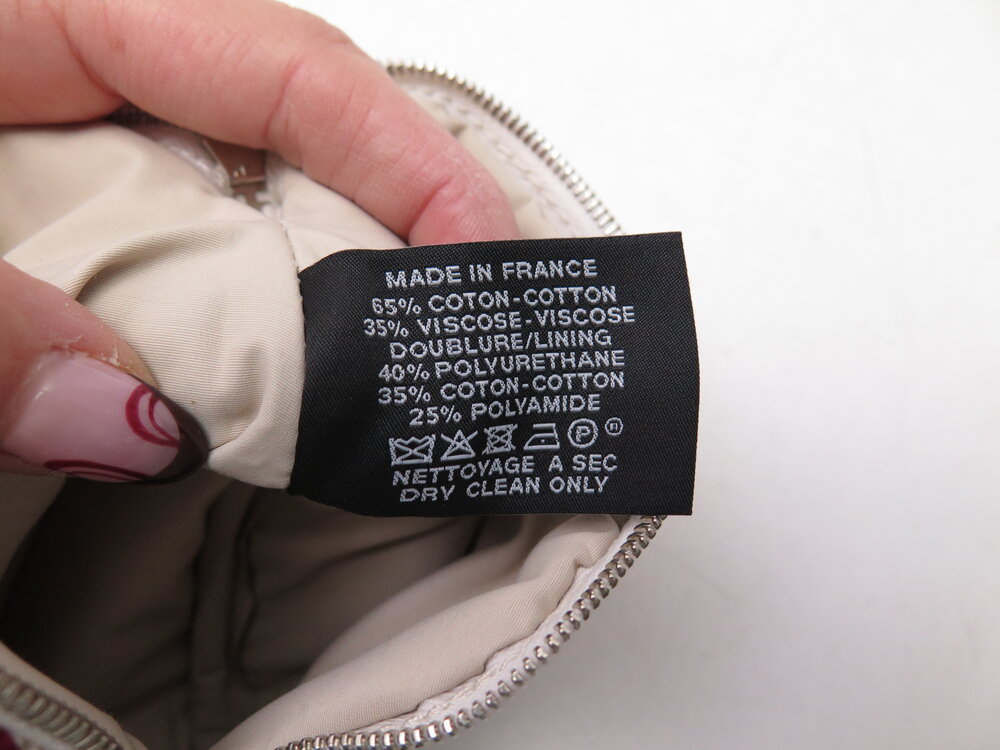 MADE IN FRANCE
65% COTON-COTTON
35% VISCOSE-VISCOSE
DOUBLURE/LINING
40% POLYURETHANE
35% COTON-COTTON
25% POLYAMIDE
P
NETTOYAGE A SEC
DRY CLEAN ONLY